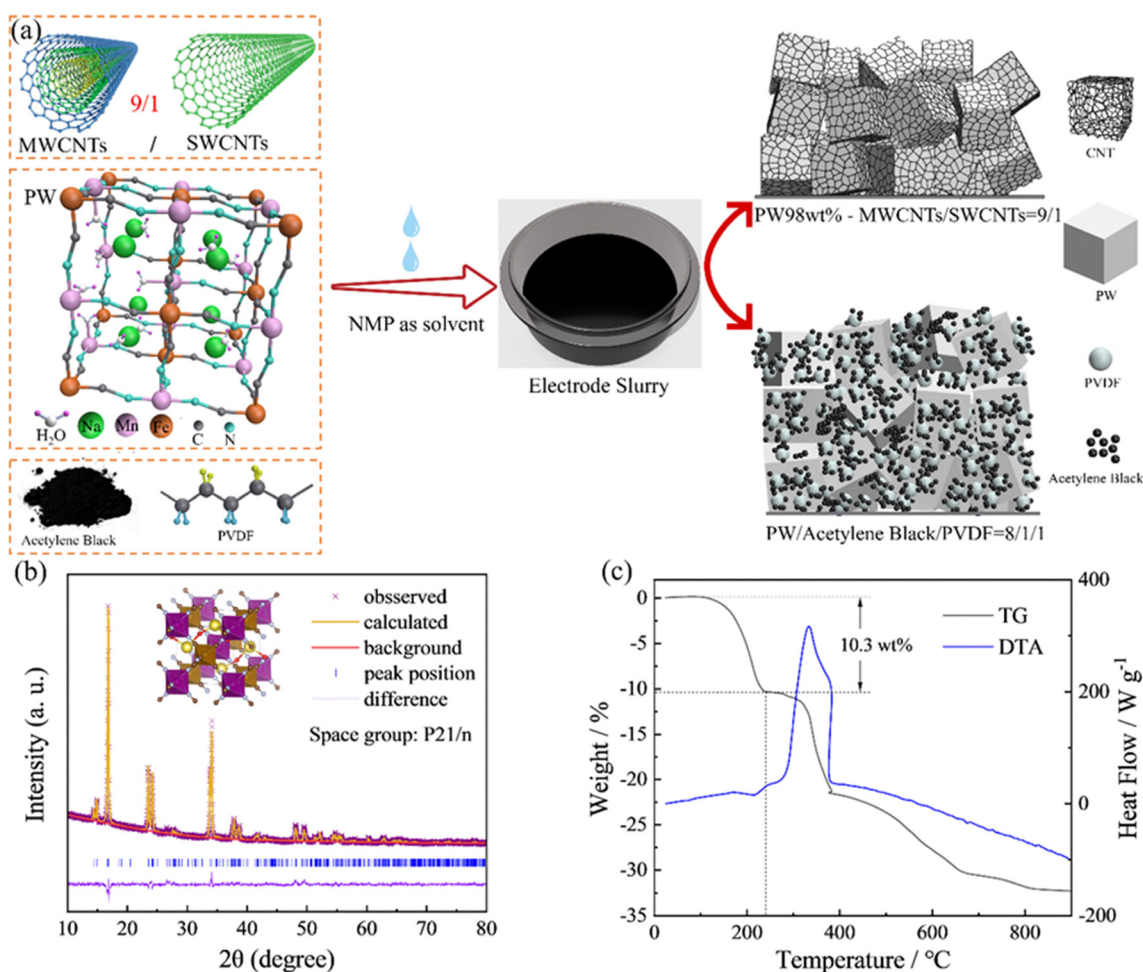 (a)
9/1
MWCNTs / SWCNTs
PW
H₂O Na Mn Fe C N
Acetylene Black PVDF
NMP as solvent
Electrode Slurry
PW98wt% - MWCNTs/SWCNTs=9/1
CNT
PW
PVDF
Acetylene Black
PW/Acetylene Black/PVDF=8/1/1
(b)
obsserved
calculated
background
peak position
difference
Space group: P21/n
Intensity (a. u.)
10 20 30 40 50 60 70 80
2θ (degree)
(c)
TG
DTA
10.3 wt%
0
-5
-10
-15
-20
-25
-30
-35
Weight / %
400
200
0
-200
Heat Flow / W g⁻¹
0 200 400 600 800
Temperature / °C